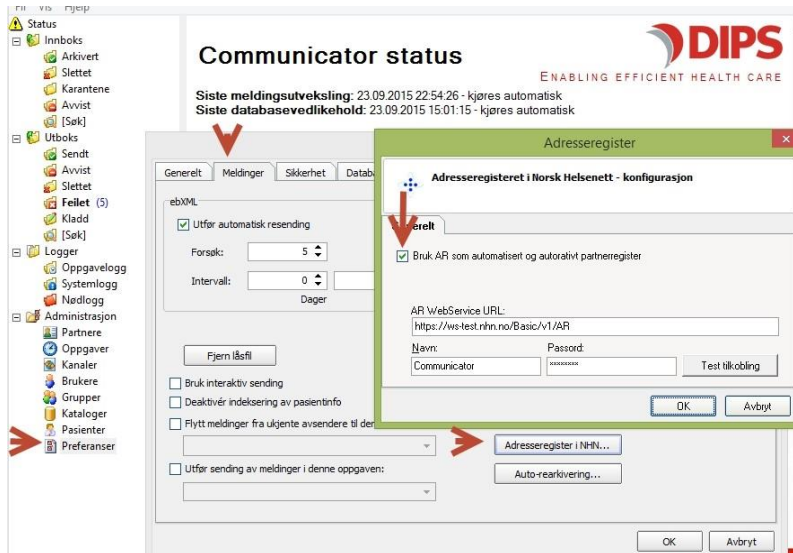 Fil Vis Hjelp
Status
Innboks
Arkivert
Slettet
Karantene
Avvist
[Søk]
Utboks
Sendt
Avvist
Slettet
Feilet (5)
Kladd
[Søk]
Logger
Oppgavelogg
Systemlogg
Nødlogg
Administrasjon
Partnere
Oppgaver
Kanaler
Brukere
Grupper
Kataloger
Pasienter
Preferanser
Communicator status
DIPS
ENABLING EFFICIENT HEALTH CARE
Siste meldingsutveksling: 23.09.2015 22:54:26 - kjøres automatisk
Siste databasevedlikehold: 23.09.2015 15:01:15 - kjøres automatisk
Generelt Meldinger Sikkerhet Databa
ebXML
Utfør automatisk resending
Forsøk: 5
Intervall: 0
Dager
Fjern låsfil
Bruk interaktiv sending
Deaktivér indeksering av pasientinfo
Flytt meldinger fra ukjente avsendere til der
Adresseregister i NHN...
Utfør sending av meldinger i denne oppgaven:
Auto-rearkivering...
OK Avbryt
Adresseregister
Adresseregisteret i Norsk Helsenett - konfigurasjon
Generelt
Bruk AR som automatisert og autorativt partnerregister
AR WebService URL:
https://ws-test.nhn.no/Basic/v1/AR
Navn: Passord:
Communicator xxxxxxxx Test tilkobling
OK Avbryt